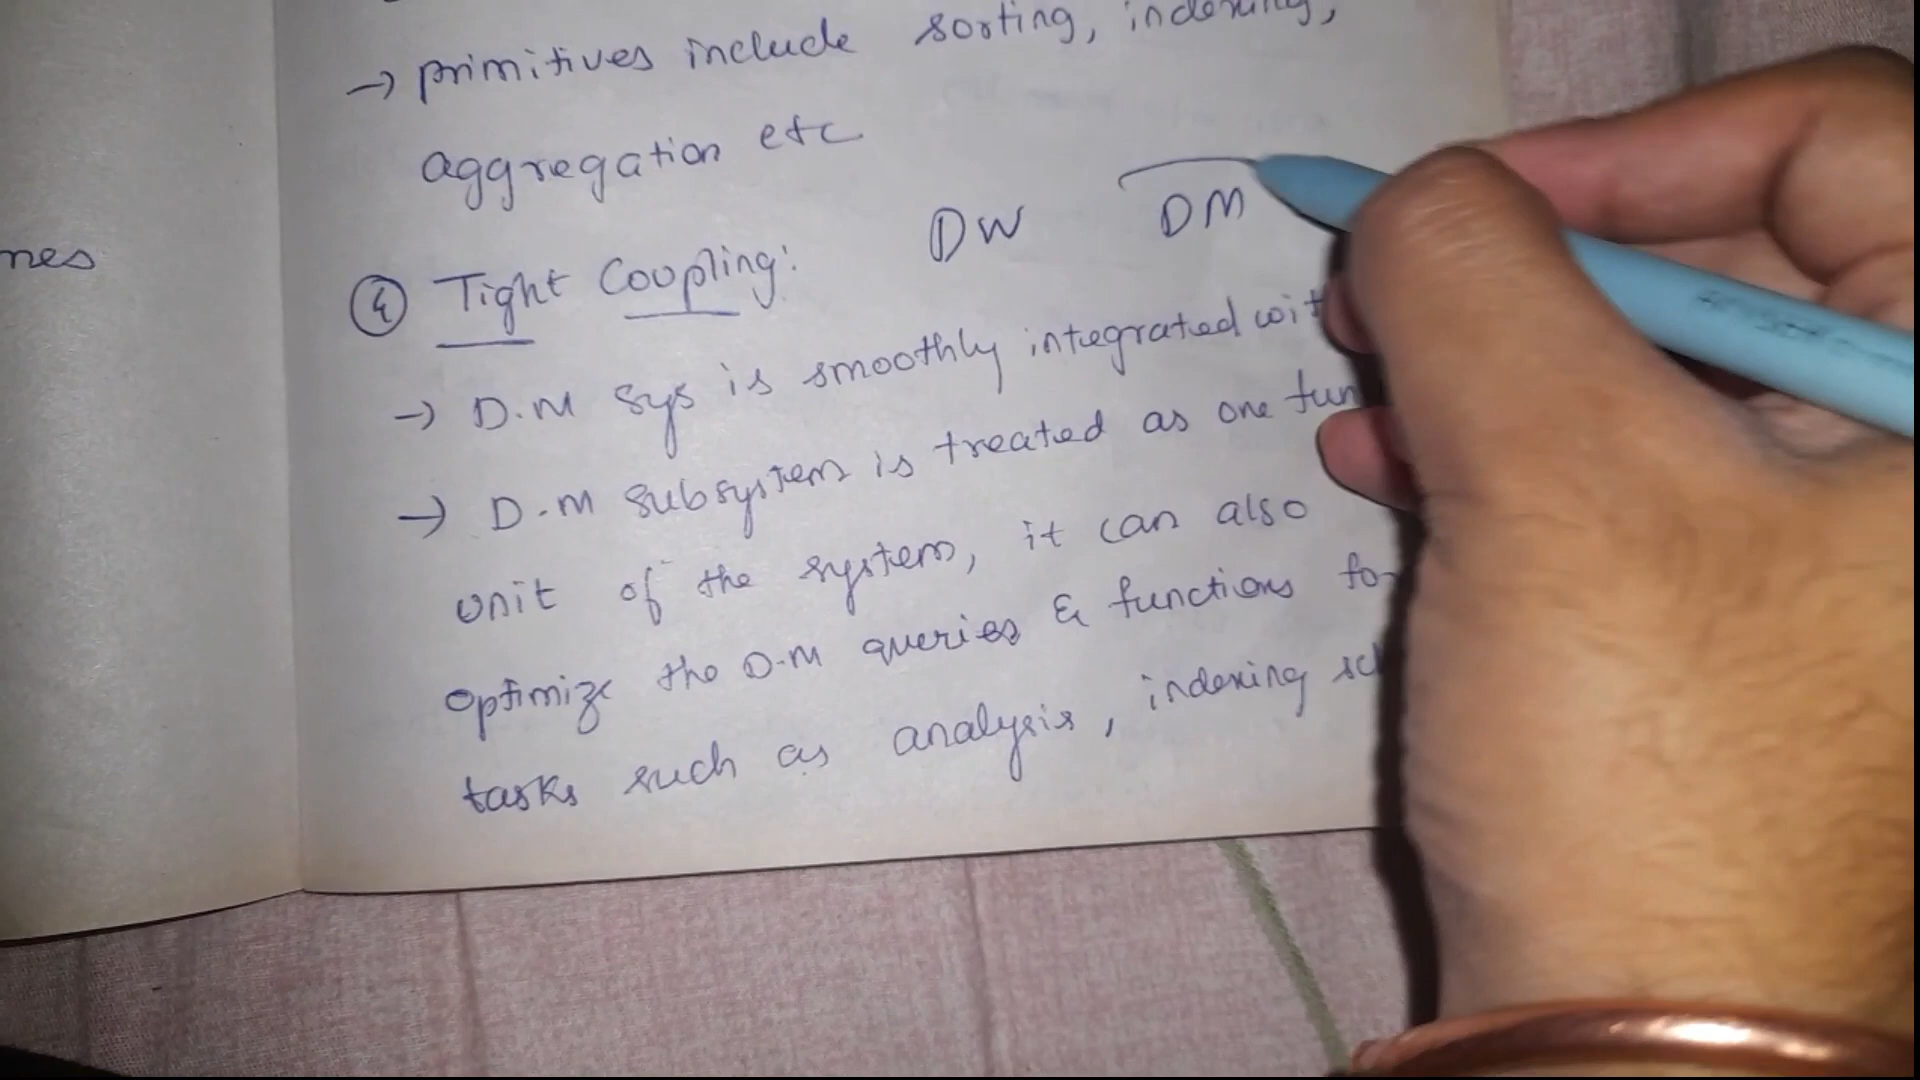 → primitives include sorting, indexing,
aggregation etc
nes
④ Tight Coupling: DW DM
→ D.M sys is smoothly integrated
→ D.M subsystem is treated as one
unit of the system, it can also
optimize the D.M queries & functions
tasks such as analysis, indexing